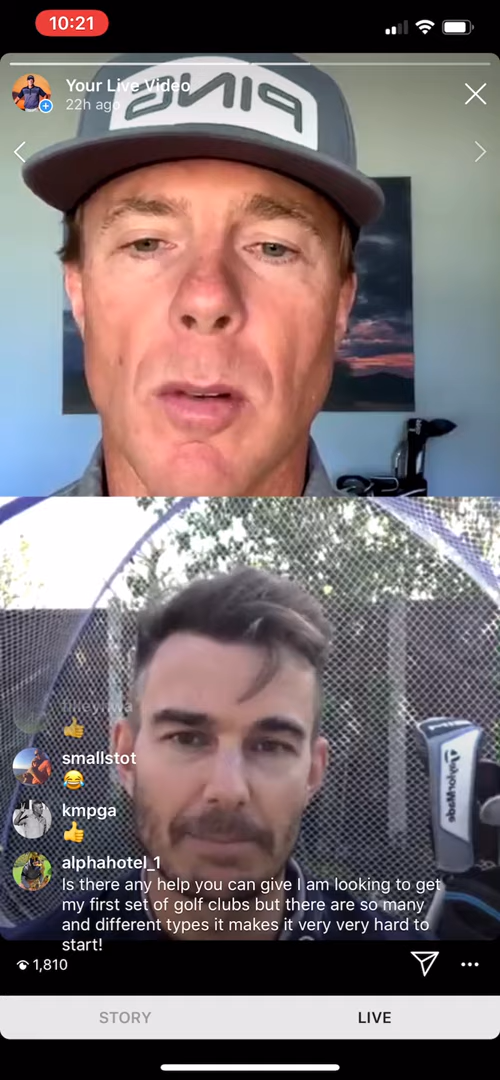 10:21
Your Live Video
22h ago
PING
smallstot
😂
kmpga
👍
alphahotel_1
Is there any help you can give I am looking to get
my first set of golf clubs but there are so many
and different types it makes it very very hard to
start!
TaylorMade
1,810
STORY
LIVE